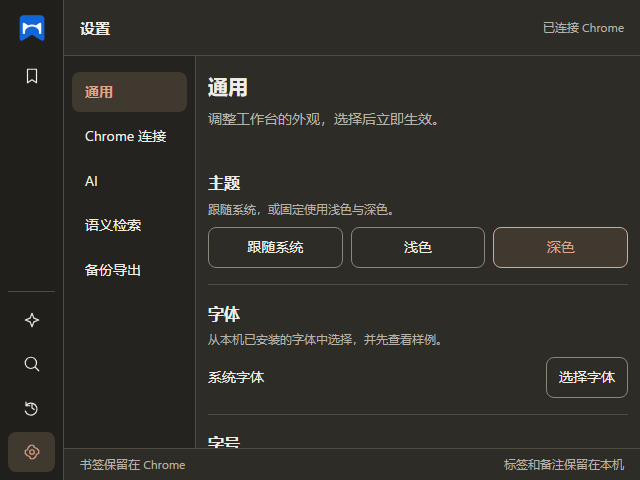 设置
已连接 Chrome
通用
Chrome 连接
AI
语义检索
备份导出
通用
调整工作台的外观，选择后立即生效。
主题
跟随系统，或固定使用浅色与深色。
跟随系统
浅色
深色
字体
从本机已安装的字体中选择，并先查看样例。
系统字体
选择字体
字号
书签保留在 Chrome
标签和备注保留在本机